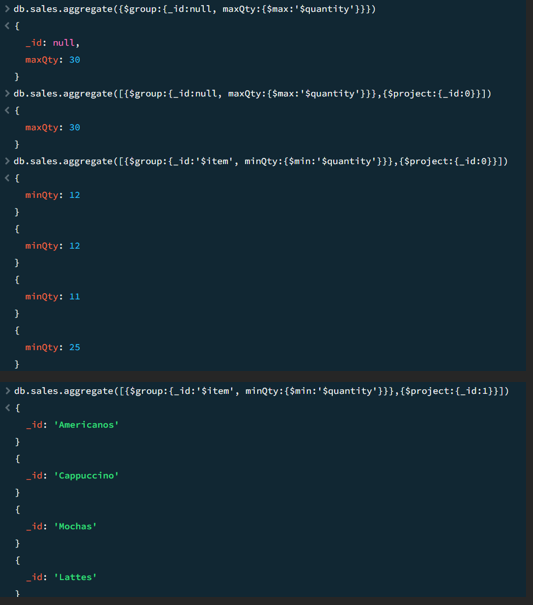 > db.sales.aggregate({$group:{_id:null, maxQty:{$max:'$quantity'}}})
< {
_id: null,
maxQty: 30
}
> db.sales.aggregate([{$group:{_id:null, maxQty:{$max:'$quantity'}}},{$project:{_id:0}}])
< {
maxQty: 30
}
> db.sales.aggregate([{$group:{_id:'$item', minQty:{$min:'$quantity'}}},{$project:{_id:0}}])
< {
minQty: 12
}
{
minQty: 12
}
{
minQty: 11
}
{
minQty: 25
}
> db.sales.aggregate([{$group:{_id:'$item', minQty:{$min:'$quantity'}}},{$project:{_id:1}}])
< {
_id: 'Americanos'
}
{
_id: 'Cappuccino'
}
{
_id: 'Mochas'
}
{
_id: 'Lattes'
}